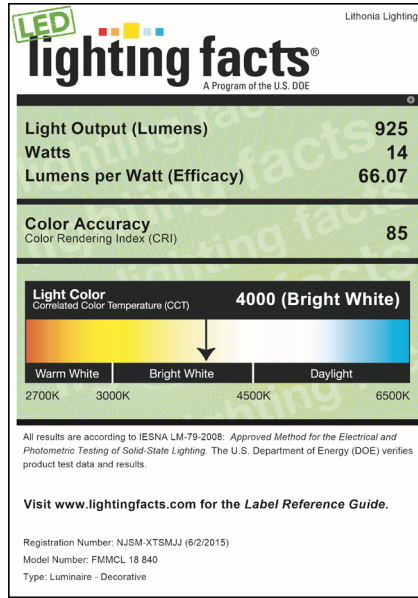 Lithonia Lighting
LED
lighting facts®
A Program of the U.S. DOE
Light Output (Lumens) 925
Watts 14
Lumens per Watt (Efficacy) 66.07
Color Accuracy
Color Rendering Index (CRI) 85
Light Color
Correlated Color Temperature (CCT) 4000 (Bright White)
Warm White Bright White Daylight
2700K 3000K 4500K 6500K
All results are according to IESNA LM-79-2008: Approved Method for the Electrical and
Photometric Testing of Solid-State Lighting. The U.S. Department of Energy (DOE) verifies
product test data and results.
Visit www.lightingfacts.com for the Label Reference Guide.
Registration Number: NJSM-XTSMJJ (6/2/2015)
Model Number: FMMCL 18 840
Type: Luminaire - Decorative